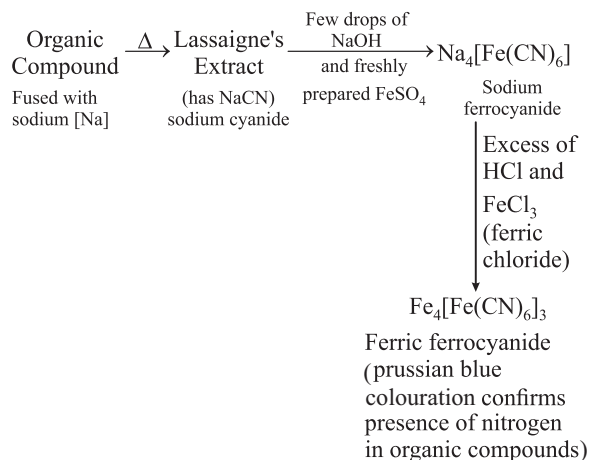 Organic
Compound
Fused with
sodium [Na]
Δ
Lassaigne's
Extract
(has NaCN)
sodium cyanide
Few drops of
NaOH
and freshly
prepared FeSO₄
Na₄[Fe(CN)₆]
Sodium
ferrocyanide
Excess of
HCl and
FeCl₃
(ferric
chloride)
Fe₄[Fe(CN)₆]₃
Ferric ferrocyanide
(prussian blue
colouration confirms
presence of nitrogen
in organic compounds)